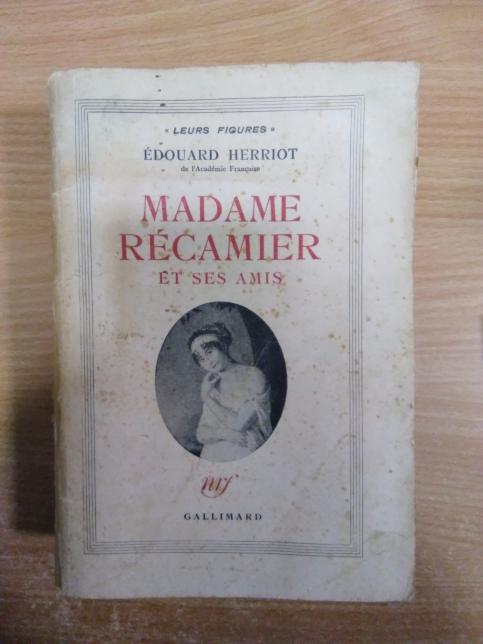 « LEURS FIGURES »
ÉDOUARD HERRIOT
de l'Académie Française
MADAME
RÉCAMIER
ET SES AMIS
nrf
GALLIMARD